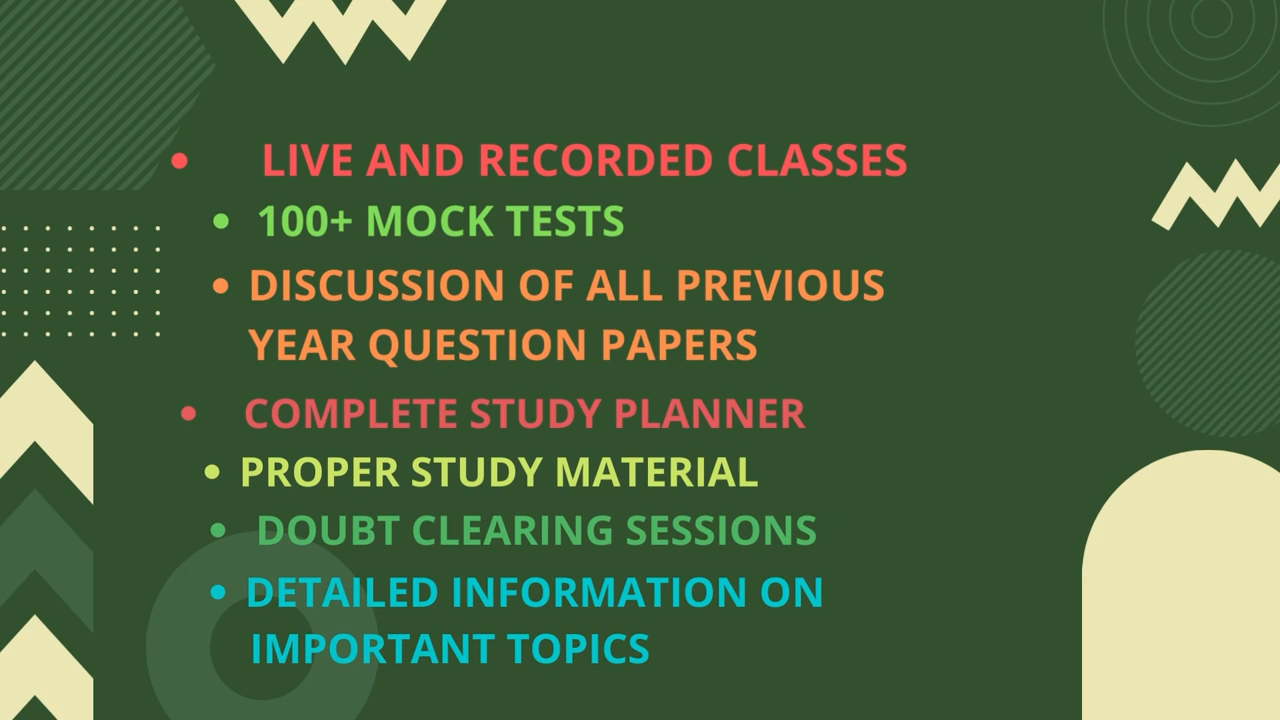 • LIVE AND RECORDED CLASSES
• 100+ MOCK TESTS
• DISCUSSION OF ALL PREVIOUS
YEAR QUESTION PAPERS
• COMPLETE STUDY PLANNER
• PROPER STUDY MATERIAL
• DOUBT CLEARING SESSIONS
• DETAILED INFORMATION ON
IMPORTANT TOPICS